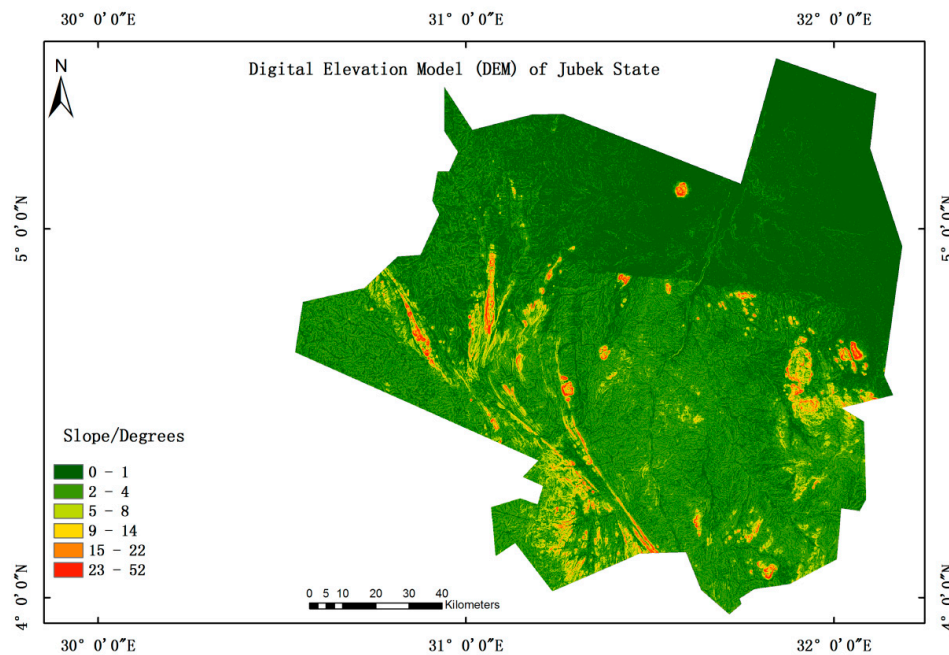 30° 0'0"E 31° 0'0"E 32° 0'0"E
Digital Elevation Model (DEM) of Jubek State
N
5° 0'0"N 5° 0'0"N
Slope/Degrees
0 - 1
2 - 4
5 - 8
9 - 14
15 - 22
23 - 52
0 5 10 20 30 40
Kilometers
4° 0'0"N 4° 0'0"N
30° 0'0"E 31° 0'0"E 32° 0'0"E